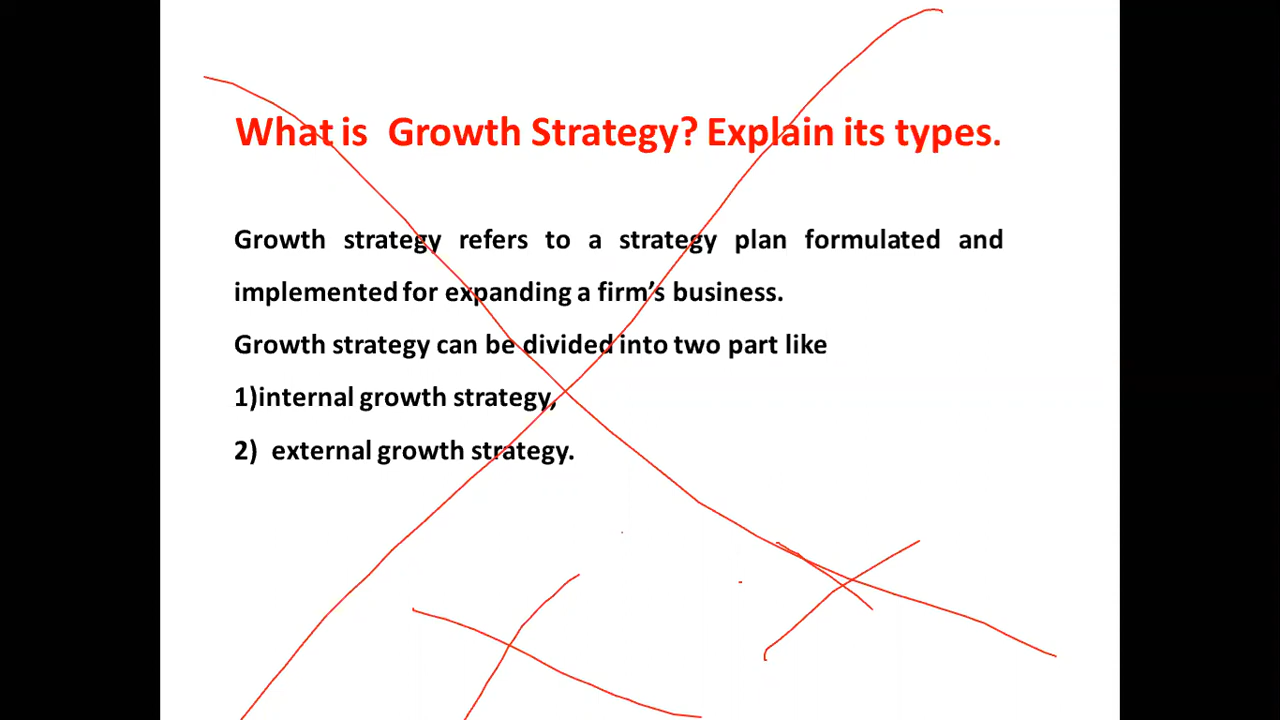 What is Growth Strategy? Explain its types.
Growth strategy refers to a strategy plan formulated and
implemented for expanding a firm’s business.
Growth strategy can be divided into two part like
1)internal growth strategy,
2) external growth strategy.